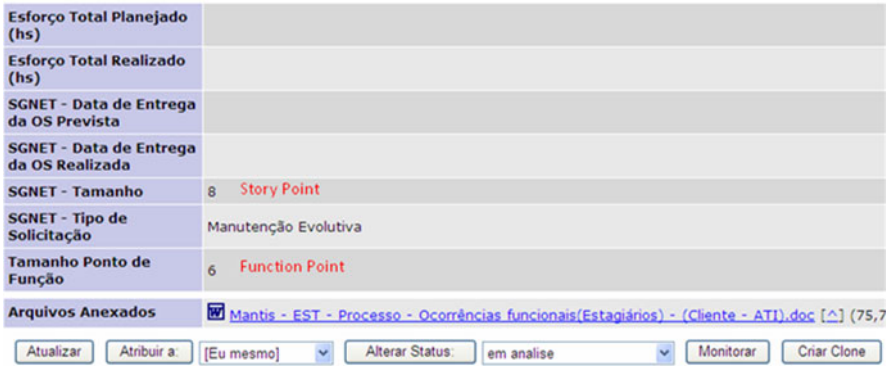 Esforço Total Planejado
(hs)
Esforço Total Realizado
(hs)
SGNET - Data de Entrega
da OS Prevista
SGNET - Data de Entrega
da OS Realizada
SGNET - Tamanho 8 Story Point
SGNET - Tipo de
Solicitação Manutenção Evolutiva
Tamanho Ponto de
Função 6 Function Point
Arquivos Anexados Mantis - EST - Processo - Ocorrências funcionais(Estagiários) - (Cliente - ATI).doc [^] (75,7
Atualizar Atribuir a: [Eu mesmo] Alterar Status: em analise Monitorar Criar Clone